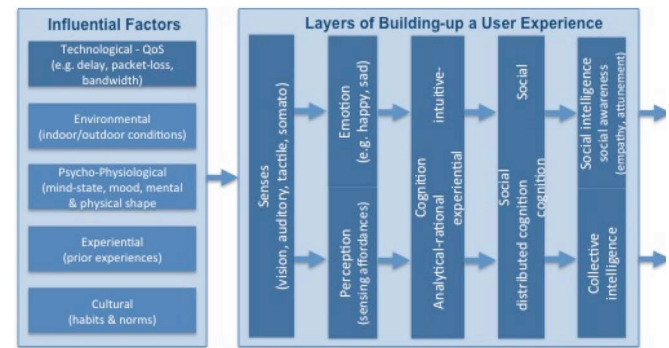 Influential Factors
Technological - QoS
(e.g. delay, packet-loss,
bandwidth)
Environmental
(indoor/outdoor conditions)
Psycho-Physiological
(mind-state, mood, mental
& physical shape
Experiential
(prior experiences)
Cultural
(habits & norms)
Layers of Building-up a User Experience
Senses
(vision, auditory, tactile, somato)
Emotion
(e.g. happy, sad)
Perception
(sensing affordances)
Cognition intuitive-
Analytical-rational experiential
Social Social
distributed cognition cognition
Social intelligence
social awareness
(empathy, attunement)
Collective
intelligence